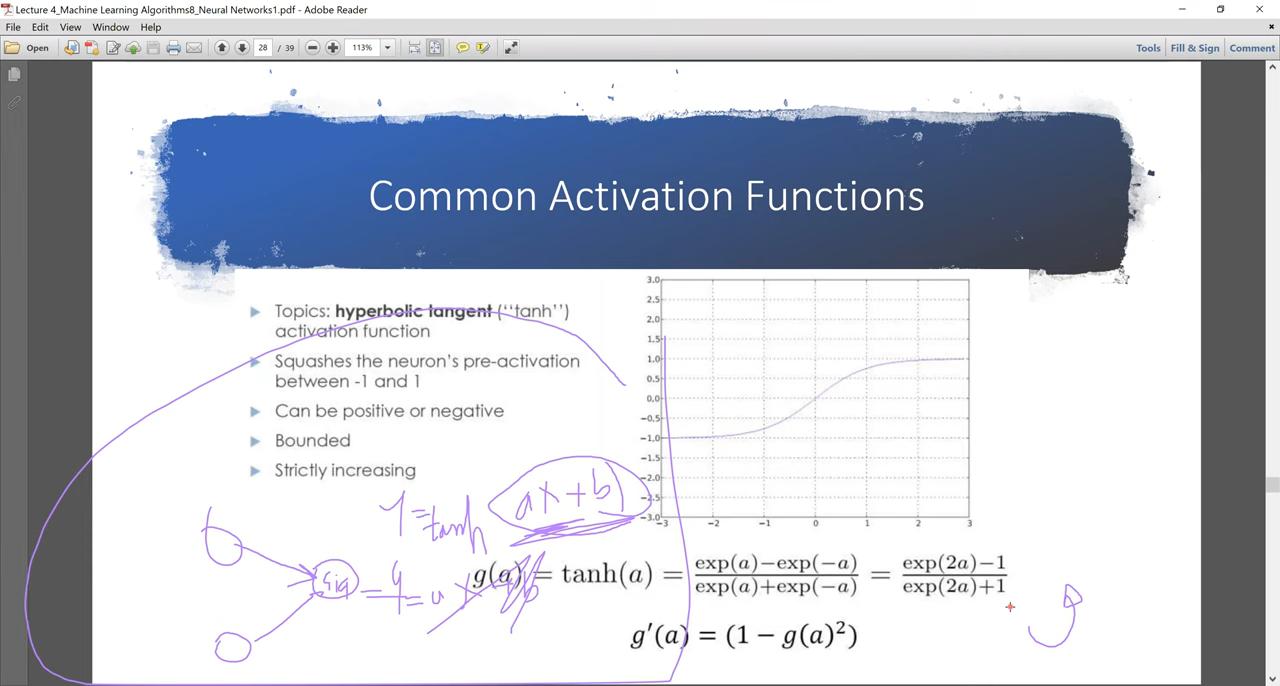 Lecture 4_Machine Learning Algorithms8_Neural Networks1.pdf - Adobe Reader
File Edit View Window Help
Open 28 / 39 113% Tools Fill & Sign Comment
Common Activation Functions
Topics: hyperbolic tangent (‘‘tanh’’)
activation function
Squashes the neuron's pre-activation
between -1 and 1
Can be positive or negative
Bounded
Strictly increasing
3.0
2.5
2.0
1.5
1.0
0.5
0.0
−0.5
−1.0
−1.5
−2.0
−2.5
−3.0
−3 −2 −1 0 1 2 3
Y = tanh (ax + b)
g(a) = tanh(a) = exp(a)−exp(−a) / exp(a)+exp(−a) = exp(2a)−1 / exp(2a)+1
g′(a) = (1 − g(a)²)